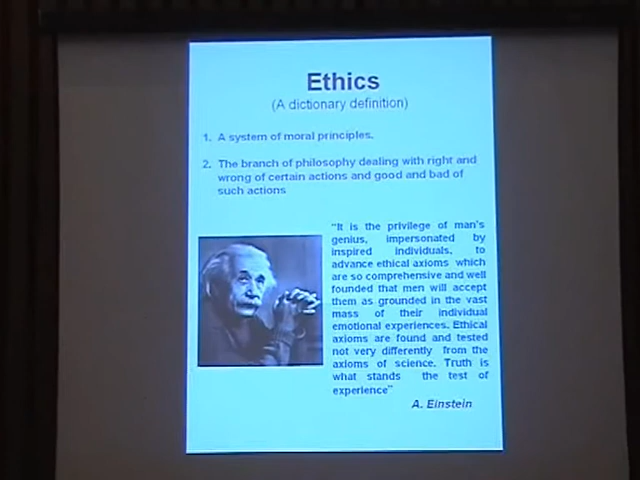 Ethics
(A dictionary definition)
1. A system of moral principles.
2. The branch of philosophy dealing with right and
wrong of certain actions and good and bad of
such actions
"It is the privilege of man's
genius, impersonated by
inspired individuals, to
advance ethical axioms which
are so comprehensive and well
founded that men will accept
them as grounded in the vast
mass of their individual
emotional experiences. Ethical
axioms are found and tested
not very differently from the
axioms of science. Truth is
what stands the test of
experience"
A. Einstein